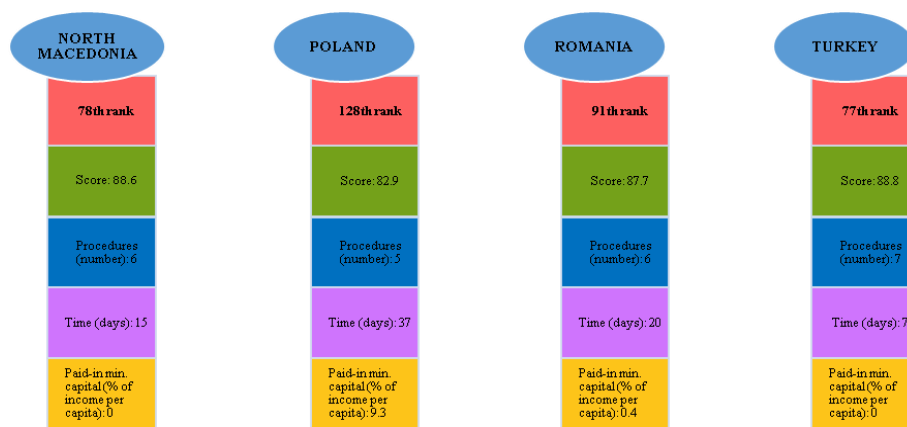 NORTH
MACEDONIA
78th rank
Score: 88.6
Procedures
(number): 6
Time (days): 15
Paid-in min.
capital (% of
income per
capita): 0
POLAND
128th rank
Score: 82.9
Procedures
(number): 5
Time (days): 37
Paid-in min.
capital (% of
income per
capita): 9.3
ROMANIA
91th rank
Score: 87.7
Procedures
(number): 6
Time (days): 20
Paid-in min.
capital (% of
income per
capita): 0.4
TURKEY
77th rank
Score: 88.8
Procedures
(number): 7
Time (days): 7
Paid-in min.
capital (% of
income per
capita): 0